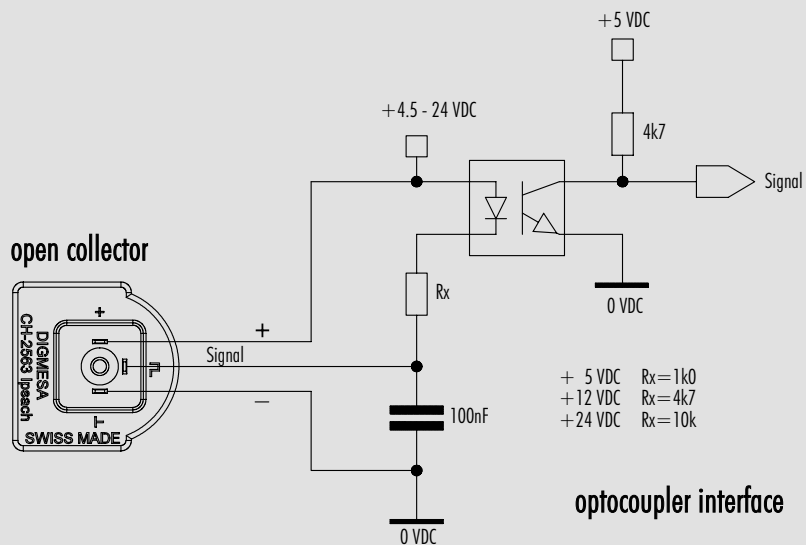 +5 VDC
+4.5 - 24 VDC
4k7
Signal
open collector
0 VDC
Rx
+
+
DIGMESA
CH-2563 Ipsach
Signal
−
SWISS MADE
100nF
+ 5 VDC Rx=1k0
+12 VDC Rx=4k7
+24 VDC Rx=10k
optocoupler interface
0 VDC